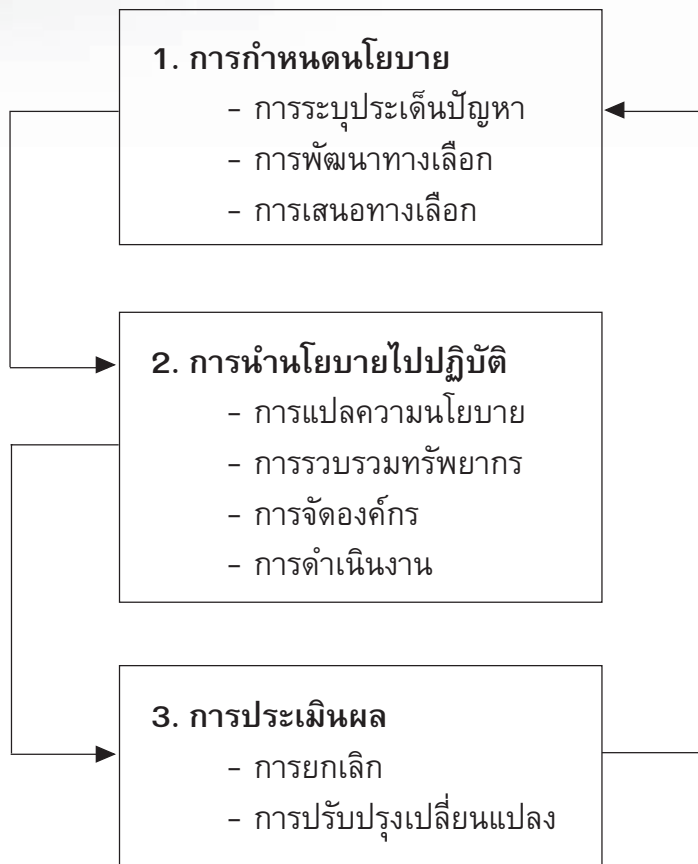 1. การกำหนดนโยบาย
– การระบุประเด็นปัญหา
– การพัฒนาทางเลือก
– การเสนอทางเลือก
2. การนำนโยบายไปปฏิบัติ
– การแปลความนโยบาย
– การรวบรวมทรัพยากร
– การจัดองค์กร
– การดำเนินงาน
3. การประเมินผล
– การยกเลิก
– การปรับปรุงเปลี่ยนแปลง